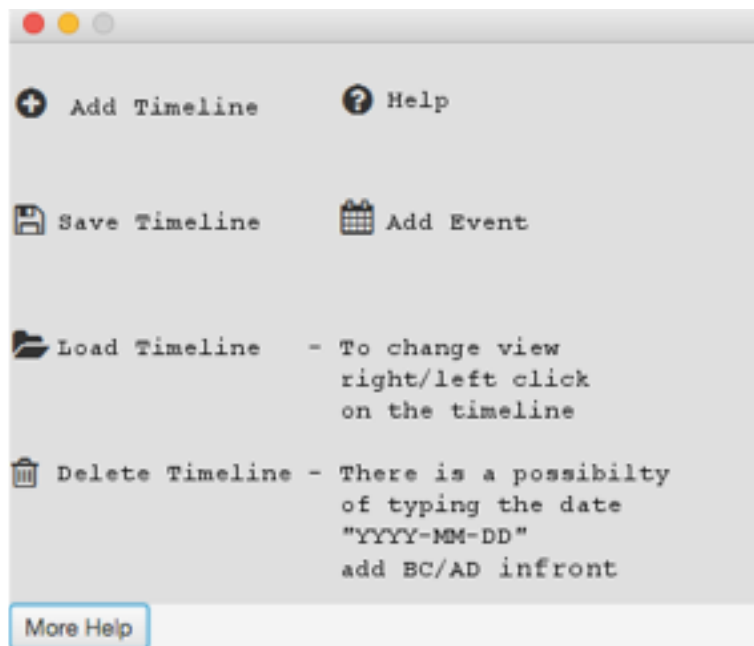 Add Timeline
Help
Save Timeline
Add Event
Load Timeline - To change view
right/left click
on the timeline
Delete Timeline - There is a possibilty
of typing the date
"YYYY-MM-DD"
add BC/AD infront
More Help